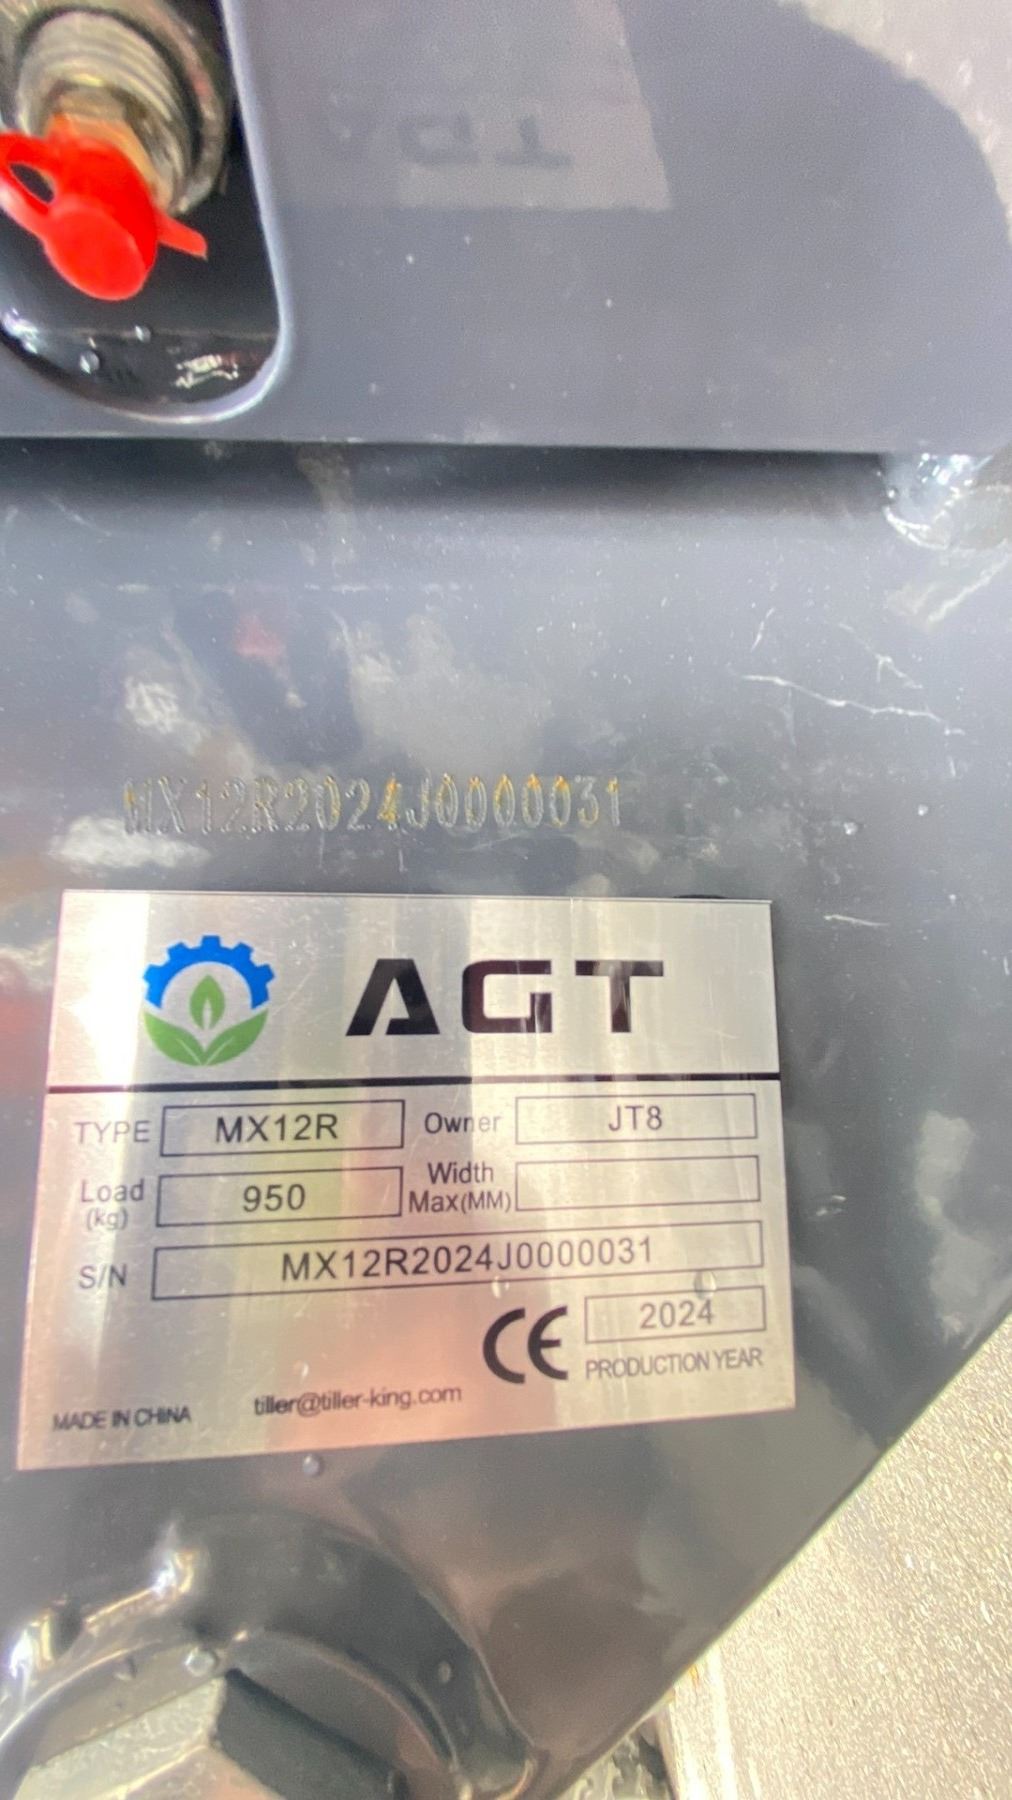 MX12R2024J0000031
AGT
TYPE MX12R Owner JT8
Load (kg) 950 Width Max(MM)
S/N MX12R2024J0000031
CE 2024
PRODUCTION YEAR
MADE IN CHINA tiller@tiller-king.com